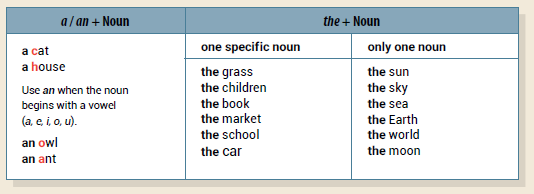 a / an + Noun
the + Noun
a cat
a house
Use an when the noun
begins with a vowel
(a, e, i, o, u).
an owl
an ant
one specific noun
the grass
the children
the book
the market
the school
the car
only one noun
the sun
the sky
the sea
the Earth
the world
the moon